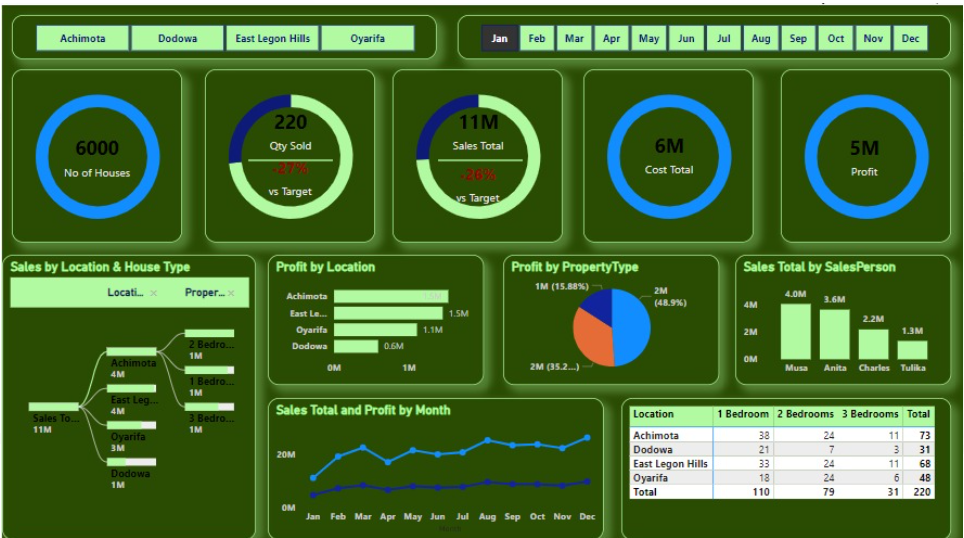 Achimota Dodowa East Legon Hills Oyarifa
Jan Feb Mar Apr May Jun Jul Aug Sep Oct Nov Dec
6000
No of Houses
220
Qty Sold
-27%
vs Target
11M
Sales Total
-26%
vs Target
6M
Cost Total
5M
Profit
Sales by Location & House Type
Locati... ×
Proper... ×
Sales To...
11M
Achimota
4M
East Leg...
4M
Oyarifa
3M
Dodowa
1M
2 Bedro...
1M
1 Bedro...
1M
3 Bedro...
1M
Profit by Location
Achimota
East Le... 1.5M
Oyarifa 1.1M
Dodowa 0.6M
0M 1M
Profit by PropertyType
1M (15.88%)
2M
(48.9%)
2M (35.2...)
Sales Total by SalesPerson
4M
2M
0M
4.0M
3.6M
2.2M
1.3M
Musa Anita Charles Tulika
Sales Total and Profit by Month
20M
0M
Jan Feb Mar Apr May Jun Jul Aug Sep Oct Nov Dec
Month
Location 1 Bedroom 2 Bedrooms 3 Bedrooms Total
Achimota 38 24 11 73
Dodowa 21 7 3 31
East Legon Hills 33 24 11 68
Oyarifa 18 24 6 48
Total 110 79 31 220